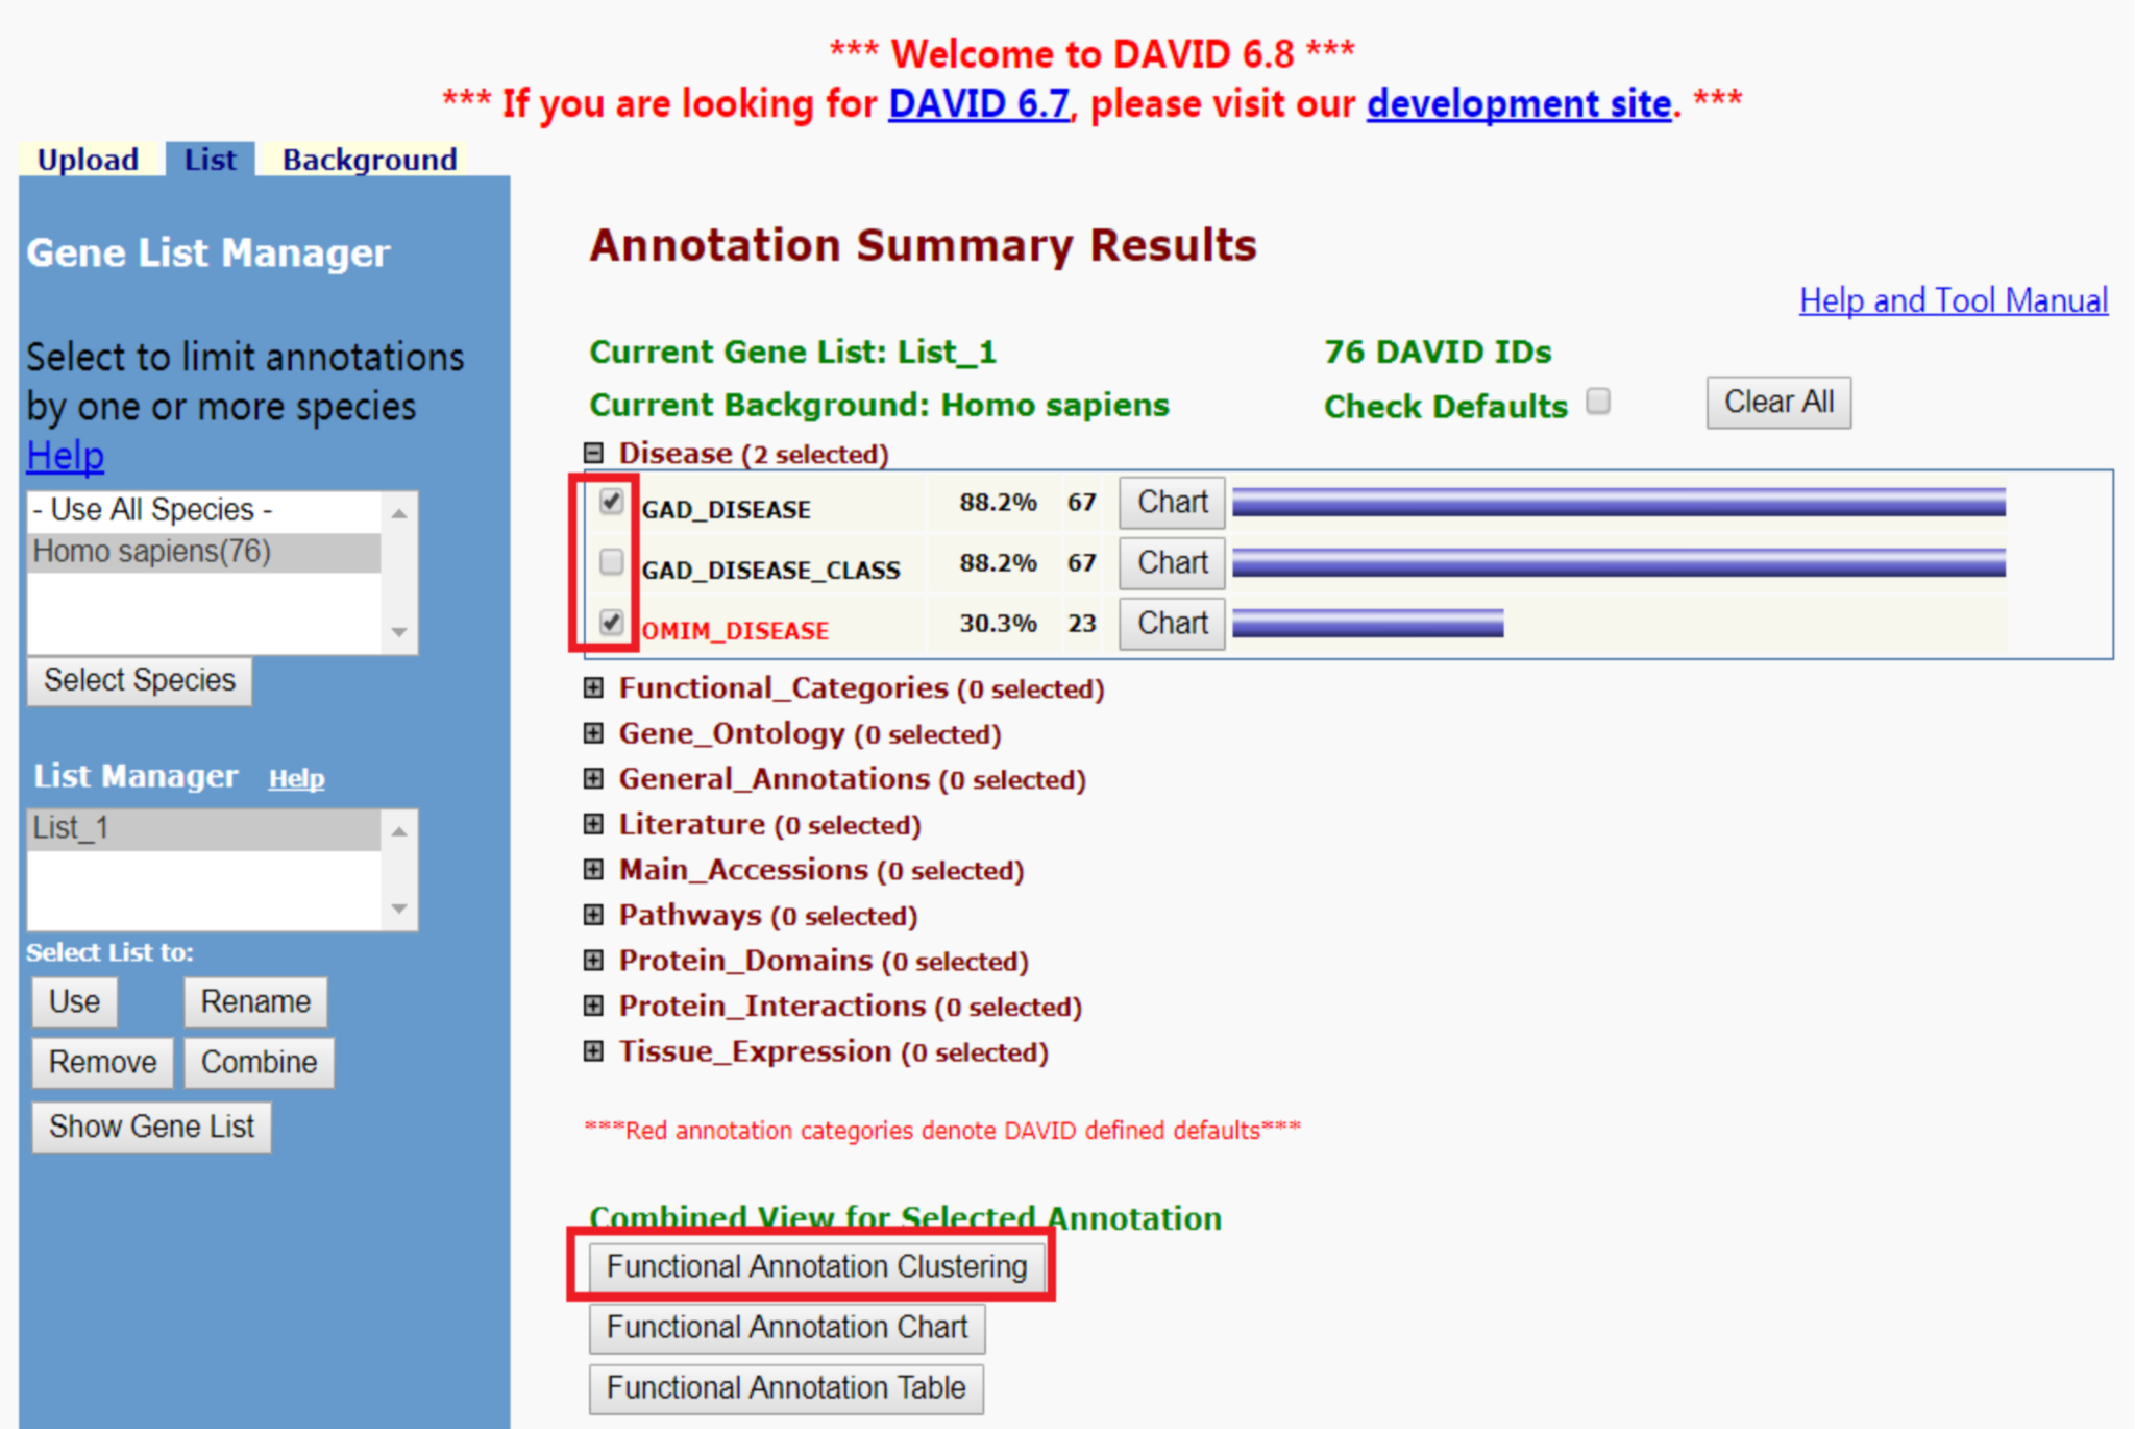 *** Welcome to DAVID 6.8 ***
*** If you are looking for DAVID 6.7, please visit our development site. ***
Upload List Background
Gene List Manager
Select to limit annotations
by one or more species
Help
- Use All Species -
Homo sapiens(76)
Select Species
List Manager Help
List_1
Select List to:
Use Rename
Remove Combine
Show Gene List
Annotation Summary Results
Help and Tool Manual
Current Gene List: List_1 76 DAVID IDs
Current Background: Homo sapiens Check Defaults Clear All
Disease (2 selected)
GAD_DISEASE 88.2% 67 Chart
GAD_DISEASE_CLASS 88.2% 67 Chart
OMIM_DISEASE 30.3% 23 Chart
Functional_Categories (0 selected)
Gene_Ontology (0 selected)
General_Annotations (0 selected)
Literature (0 selected)
Main_Accessions (0 selected)
Pathways (0 selected)
Protein_Domains (0 selected)
Protein_Interactions (0 selected)
Tissue_Expression (0 selected)
***Red annotation categories denote DAVID defined defaults***
Combined View for Selected Annotation
Functional Annotation Clustering
Functional Annotation Chart
Functional Annotation Table